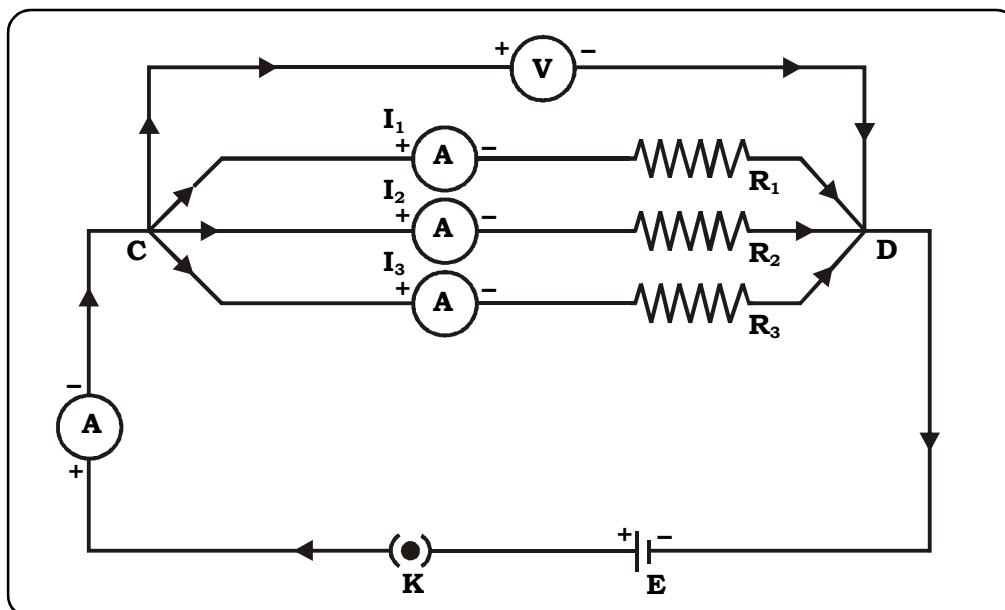 + V −
I₁
+ A −
R₁
I₂
+ A −
R₂
C
D
I₃
+ A −
R₃
−
A
+
+ −
K
E